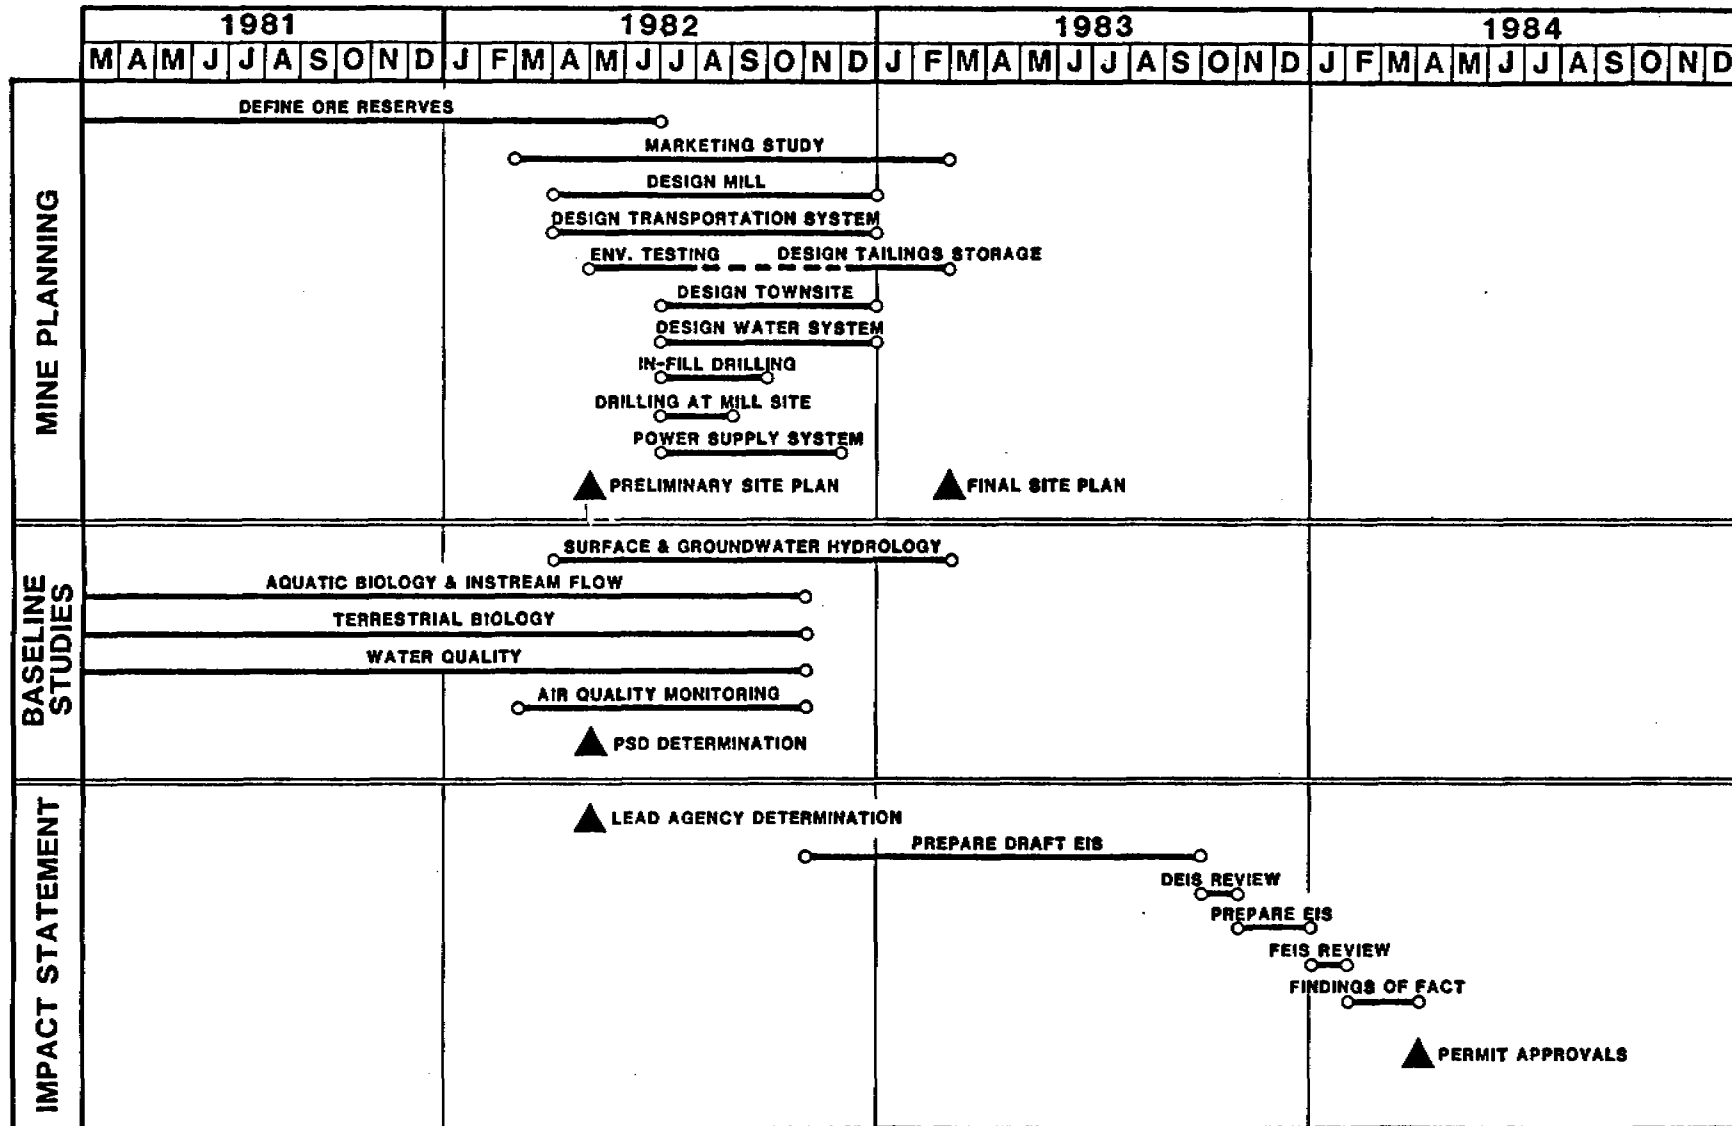 1981 1982 1983 1984
M A M J J A S O N D J F M A M J J A S O N D J F M A M J J A S O N D J F M A M J J A S O N D
MINE PLANNING
DEFINE ORE RESERVES
MARKETING STUDY
DESIGN MILL
DESIGN TRANSPORTATION SYSTEM
ENV. TESTING DESIGN TAILINGS STORAGE
DESIGN TOWNSITE
DESIGN WATER SYSTEM
IN-FILL DRILLING
DRILLING AT MILL SITE
POWER SUPPLY SYSTEM
PRELIMINARY SITE PLAN FINAL SITE PLAN
BASELINE
STUDIES
SURFACE & GROUNDWATER HYDROLOGY
AQUATIC BIOLOGY & INSTREAM FLOW
TERRESTRIAL BIOLOGY
WATER QUALITY
AIR QUALITY MONITORING
PSD DETERMINATION
IMPACT STATEMENT
LEAD AGENCY DETERMINATION
PREPARE DRAFT EIS
DEIS REVIEW
PREPARE EIS
FEIS REVIEW
FINDINGS OF FACT
PERMIT APPROVALS